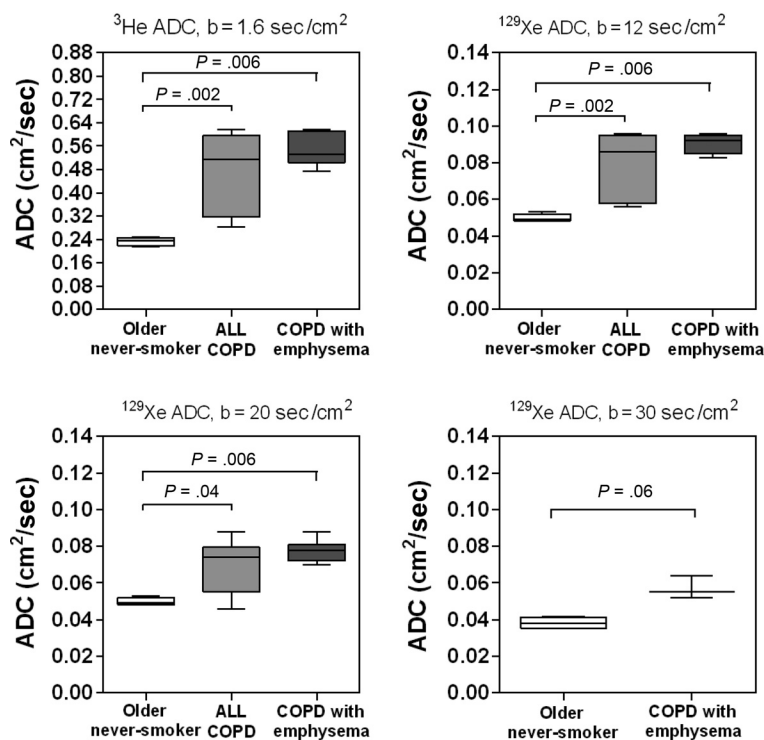 ³He ADC, b = 1.6 sec/cm²
ADC (cm²/sec)
0.88
0.80
0.72
0.64
0.56
0.48
0.40
0.32
0.24
0.16
0.08
0.00
P = .006
P = .002
Older never-smoker
ALL COPD
COPD with emphysema
¹²⁹Xe ADC, b = 12 sec/cm²
ADC (cm²/sec)
0.14
0.12
0.10
0.08
0.06
0.04
0.02
0.00
P = .006
P = .002
Older never-smoker
ALL COPD
COPD with emphysema
¹²⁹Xe ADC, b = 20 sec/cm²
ADC (cm²/sec)
0.14
0.12
0.10
0.08
0.06
0.04
0.02
0.00
P = .006
P = .04
Older never-smoker
ALL COPD
COPD with emphysema
¹²⁹Xe ADC, b = 30 sec/cm²
ADC (cm²/sec)
0.14
0.12
0.10
0.08
0.06
0.04
0.02
0.00
P = .06
Older never-smoker
COPD with emphysema